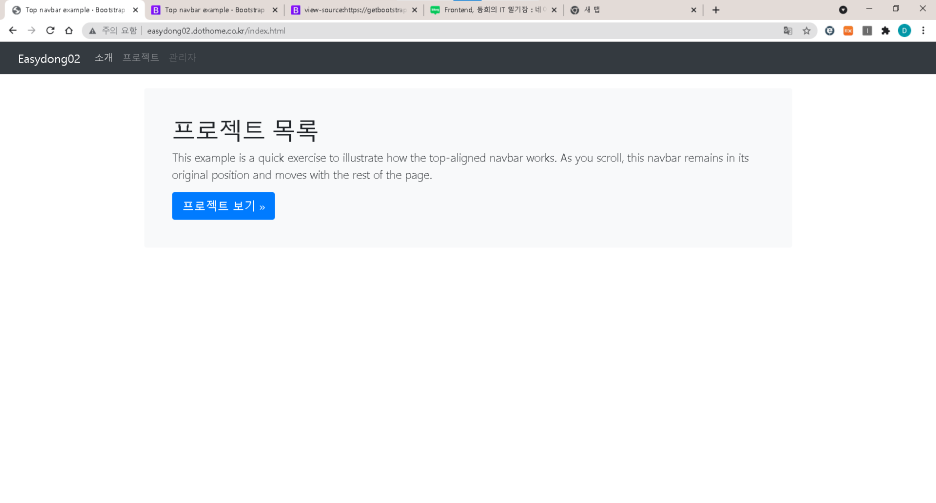 Top navbar example · Bootstrap
Top navbar example · Bootstrap
view-source:https://getbootstrap
Frontend, 동희의 IT 일기장 : 네이
새 탭
주의 요함 | easydong02.dothome.co.kr/index.html
Easydong02 소개 프로젝트 관리자
프로젝트 목록
This example is a quick exercise to illustrate how the top-aligned navbar works. As you scroll, this navbar remains in its
original position and moves with the rest of the page.
프로젝트 보기 »